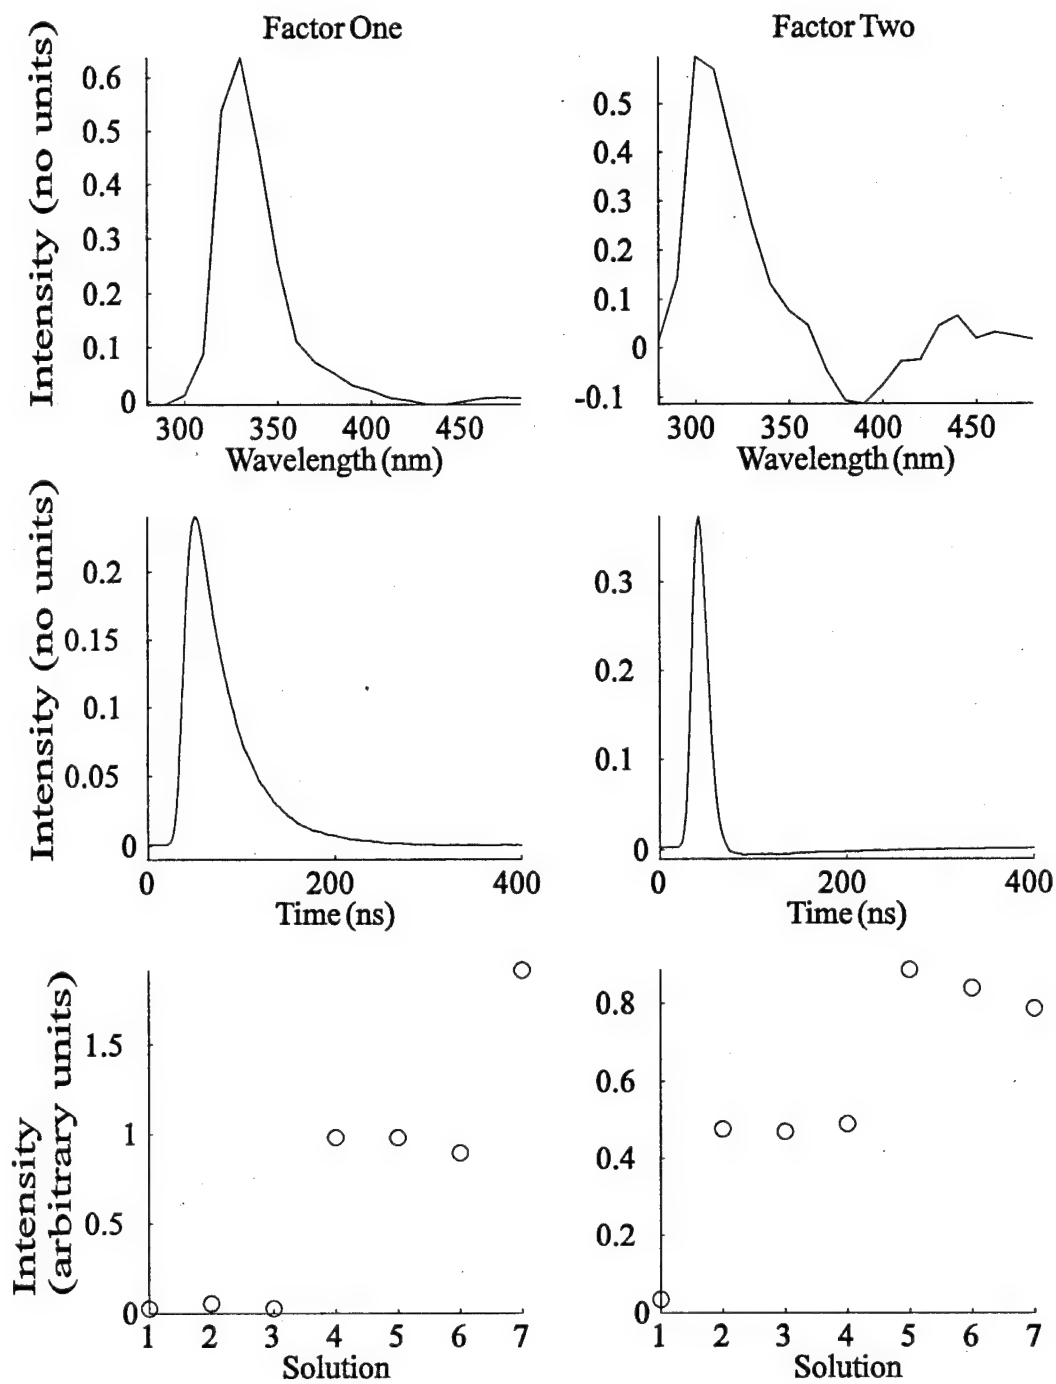 Factor One
Factor Two
Intensity (no units)
0.6
0.5
0.4
0.3
0.2
0.1
0
300 350 400 450
Wavelength (nm)
0.5
0.4
0.3
0.2
0.1
0
-0.1
300 350 400 450
Wavelength (nm)
Intensity (no units)
0.2
0.15
0.1
0.05
0
0 200 400
Time (ns)
0.3
0.2
0.1
0
0 200 400
Time (ns)
Intensity
(arbitrary units)
1.5
1
0.5
0
1 2 3 4 5 6 7
Solution
0.8
0.6
0.4
0.2
0
1 2 3 4 5 6 7
Solution